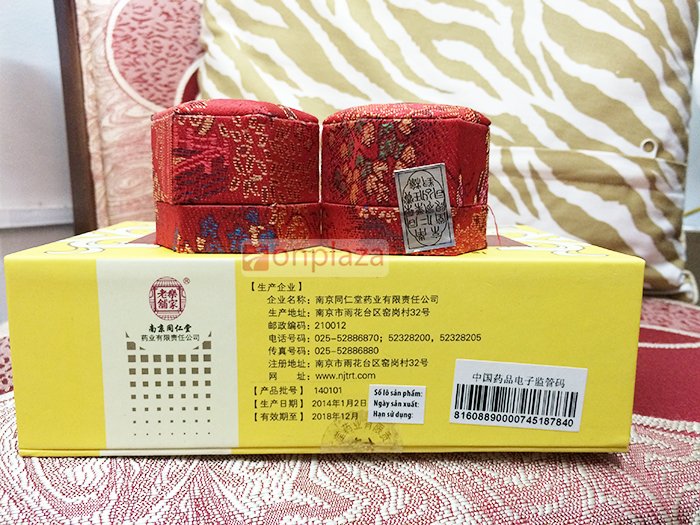 onplaza
老樂
舖家
南京同仁堂
药业有限责任公司
【生产企业】
企业名称：南京同仁堂药业有限责任公司
生产地址：南京市雨花台区窑岗村32号
邮政编码：210012
电话号码：025-52886870；52328200，52328205
传真号码：025-52886880
注册地址：南京市雨花台区窑岗村32号
网 址：www.njtrt.com
【产品批号】 140101
【生产日期】 2014年1月2日
【有效期至】 2018年12月
Số lô sản phẩm:
Ngày sản xuất:
Hạn sử dụng:
中国药品电子监管码
81608890000745187840